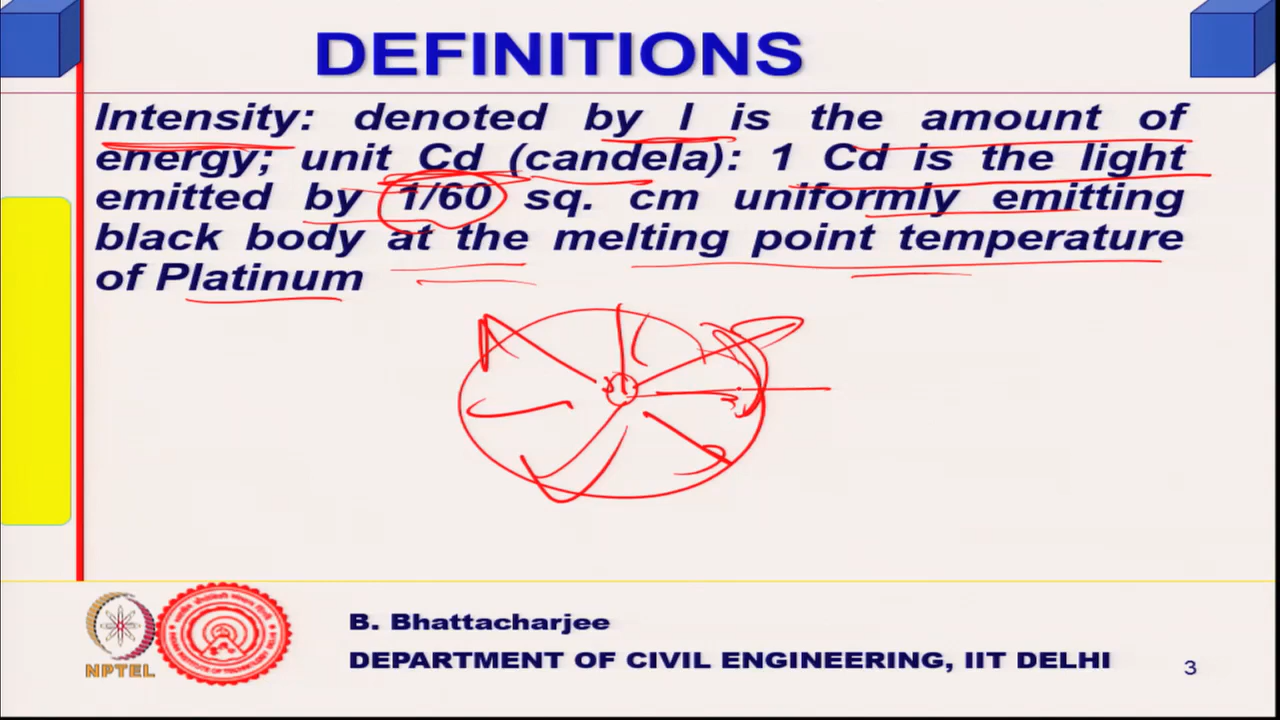 DEFINITIONS
Intensity: denoted by I is the amount of
energy; unit Cd (candela): 1 Cd is the light
emitted by 1/60 sq. cm uniformly emitting
black body at the melting point temperature
of Platinum
NPTEL
B. Bhattacharjee
DEPARTMENT OF CIVIL ENGINEERING, IIT DELHI
3